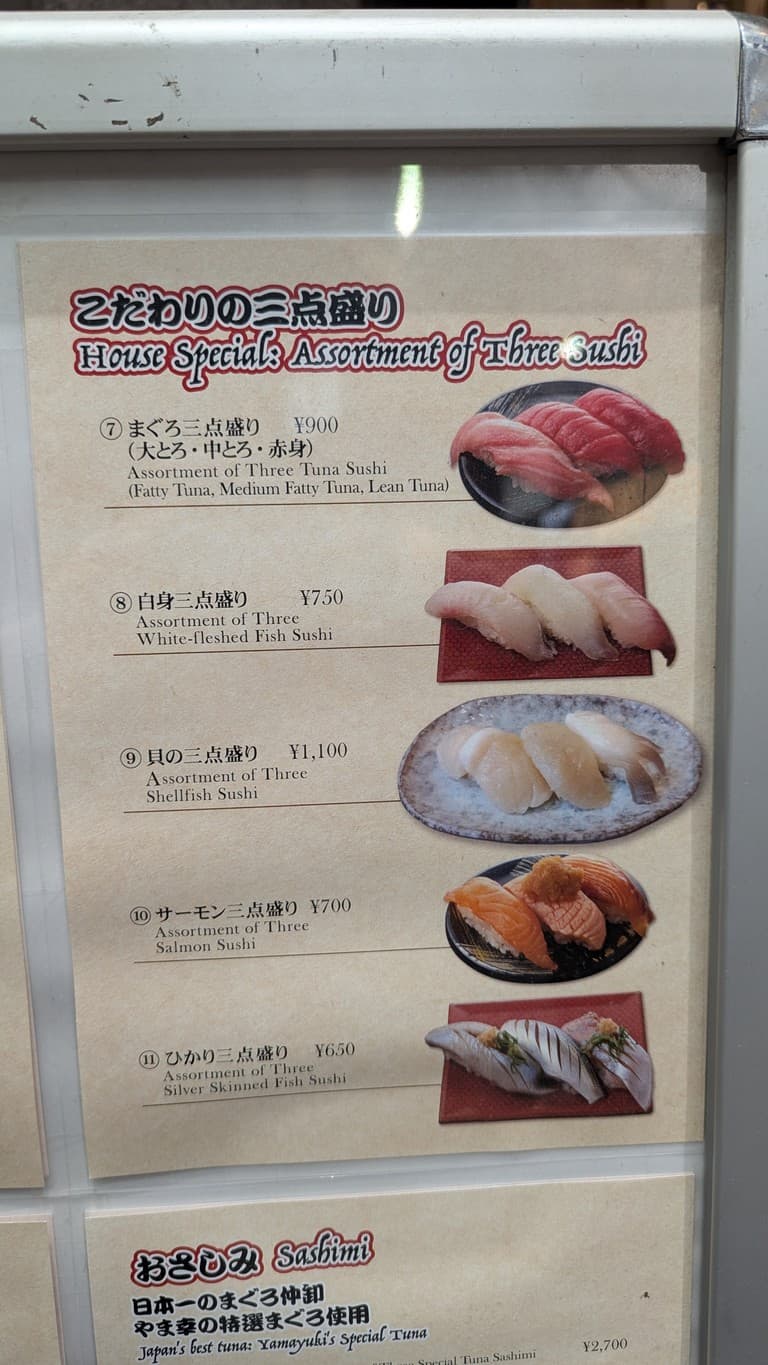 こだわりの三点盛り
House Special: Assortment of Three Sushi
⑦ まぐろ三点盛り ¥900
(大とろ・中とろ・赤身)
Assortment of Three Tuna Sushi
(Fatty Tuna, Medium Fatty Tuna, Lean Tuna)
⑧ 白身三点盛り ¥750
Assortment of Three
White-fleshed Fish Sushi
⑨ 貝の三点盛り ¥1,100
Assortment of Three
Shellfish Sushi
⑩ サーモン三点盛り ¥700
Assortment of Three
Salmon Sushi
⑪ ひかり三点盛り ¥650
Assortment of Three
Silver Skinned Fish Sushi
おさしみ Sashimi
日本一のまぐろ仲卸
やま幸の特選まぐろ使用
Japan's best tuna: Yamayuki's Special Tuna
Special Tuna Sashimi ¥2,700